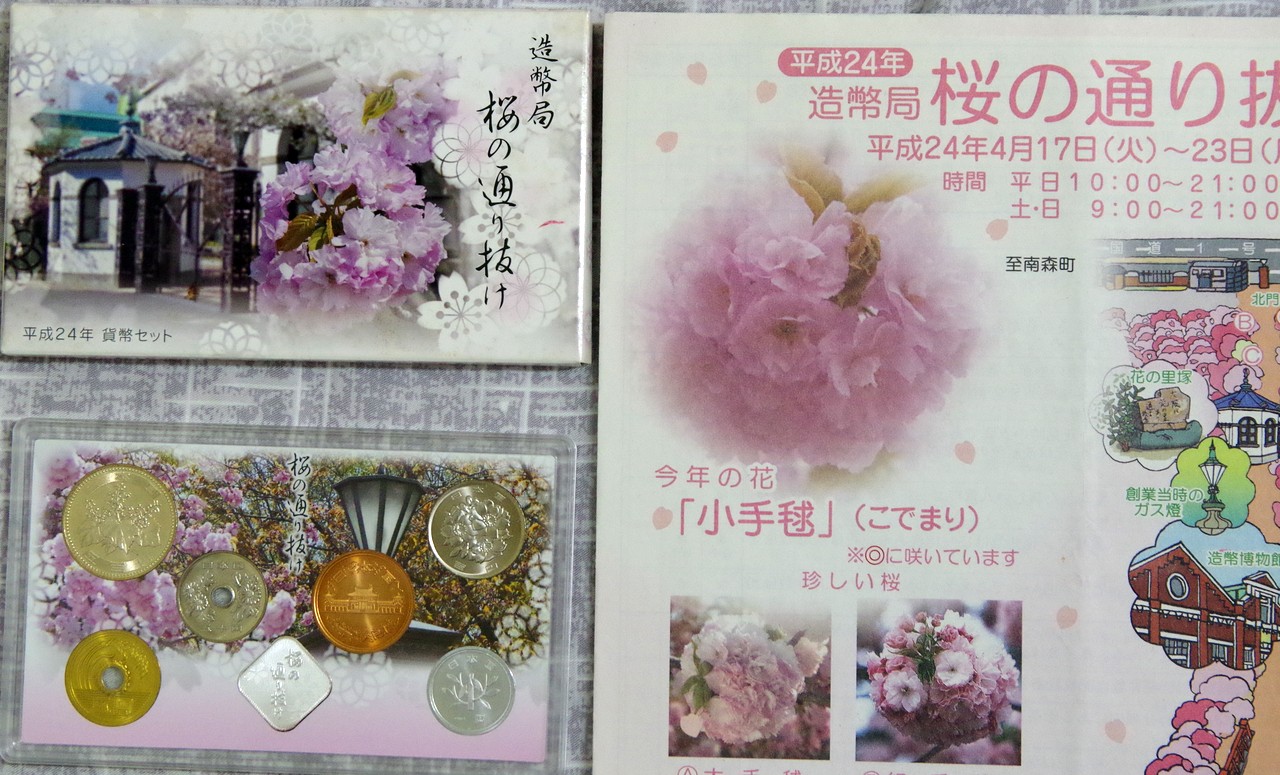 造幣局
桜の通り抜け
平成24年 貨幣セット
桜の通り抜け
日本国
桜の
通り抜け
平成24年
造幣局 桜の通り抜
平成24年4月17日(火)～23日(
時間 平日10:00～21:00
土・日 9:00～21:00
至南森町
道 1 号
北門
B
C
花の里塚
創業当時の
ガス燈
造幣博物館
今年の花
「小手毬」(こでまり)
※◎に咲いています
珍しい桜